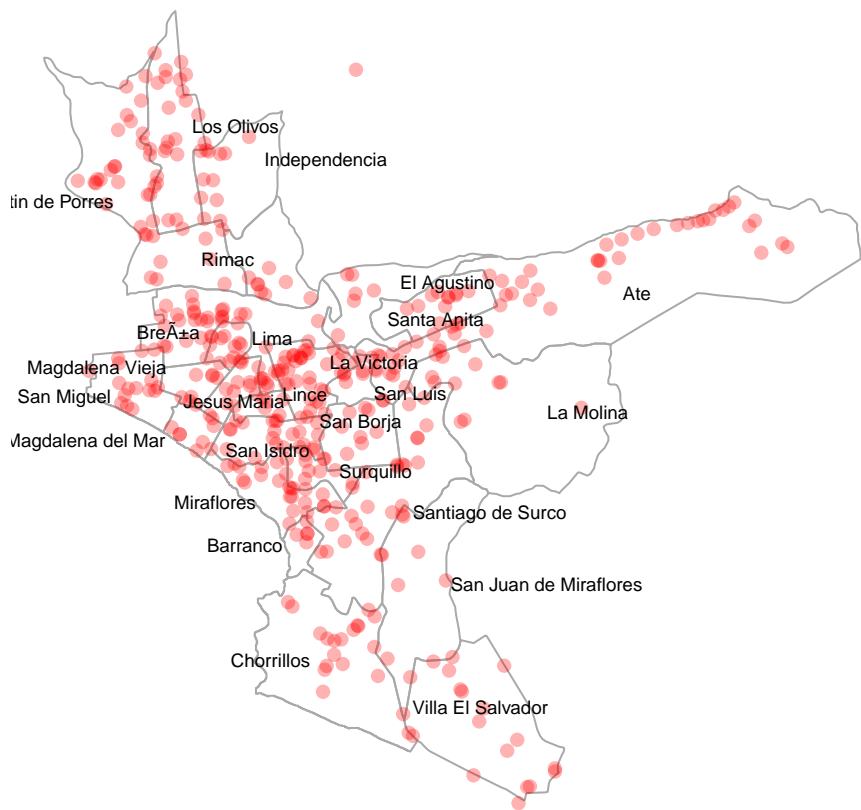 Los Olivos
Independencia
tin de Porres
Rimac
El Agustino
Ate
Santa Anita
BreÃ±a
Lima
La Victoria
Magdalena Vieja
San Luis
San Miguel
Jesus Maria
Lince
La Molina
San Borja
Magdalena del Mar
San Isidro
Surquillo
Miraflores
Santiago de Surco
Barranco
San Juan de Miraflores
Chorrillos
Villa El Salvador